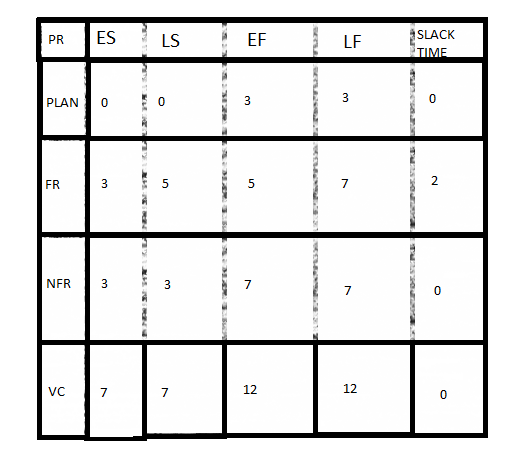 PR ES LS EF LF SLACK TIME
PLAN 0 0 3 3 0
FR 3 5 5 7 2
NFR 3 3 7 7 0
VC 7 7 12 12 0